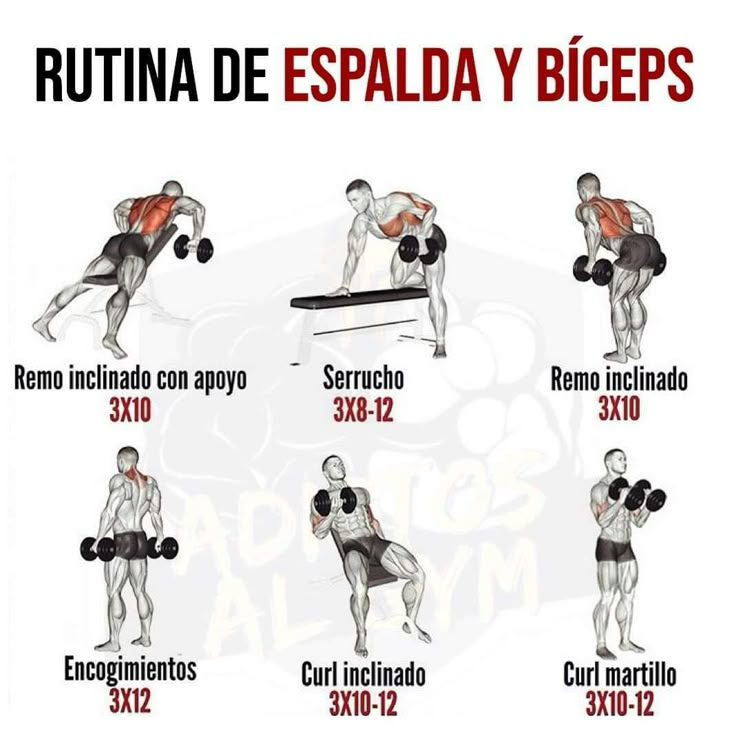 RUTINA DE ESPALDA Y BÍCEPS
Remo inclinado con apoyo
3X10
Serrucho
3X8-12
Remo inclinado
3X10
Encogimientos
3X12
Curl inclinado
3X10-12
Curl martillo
3X10-12
ADICTOS
AL GYM